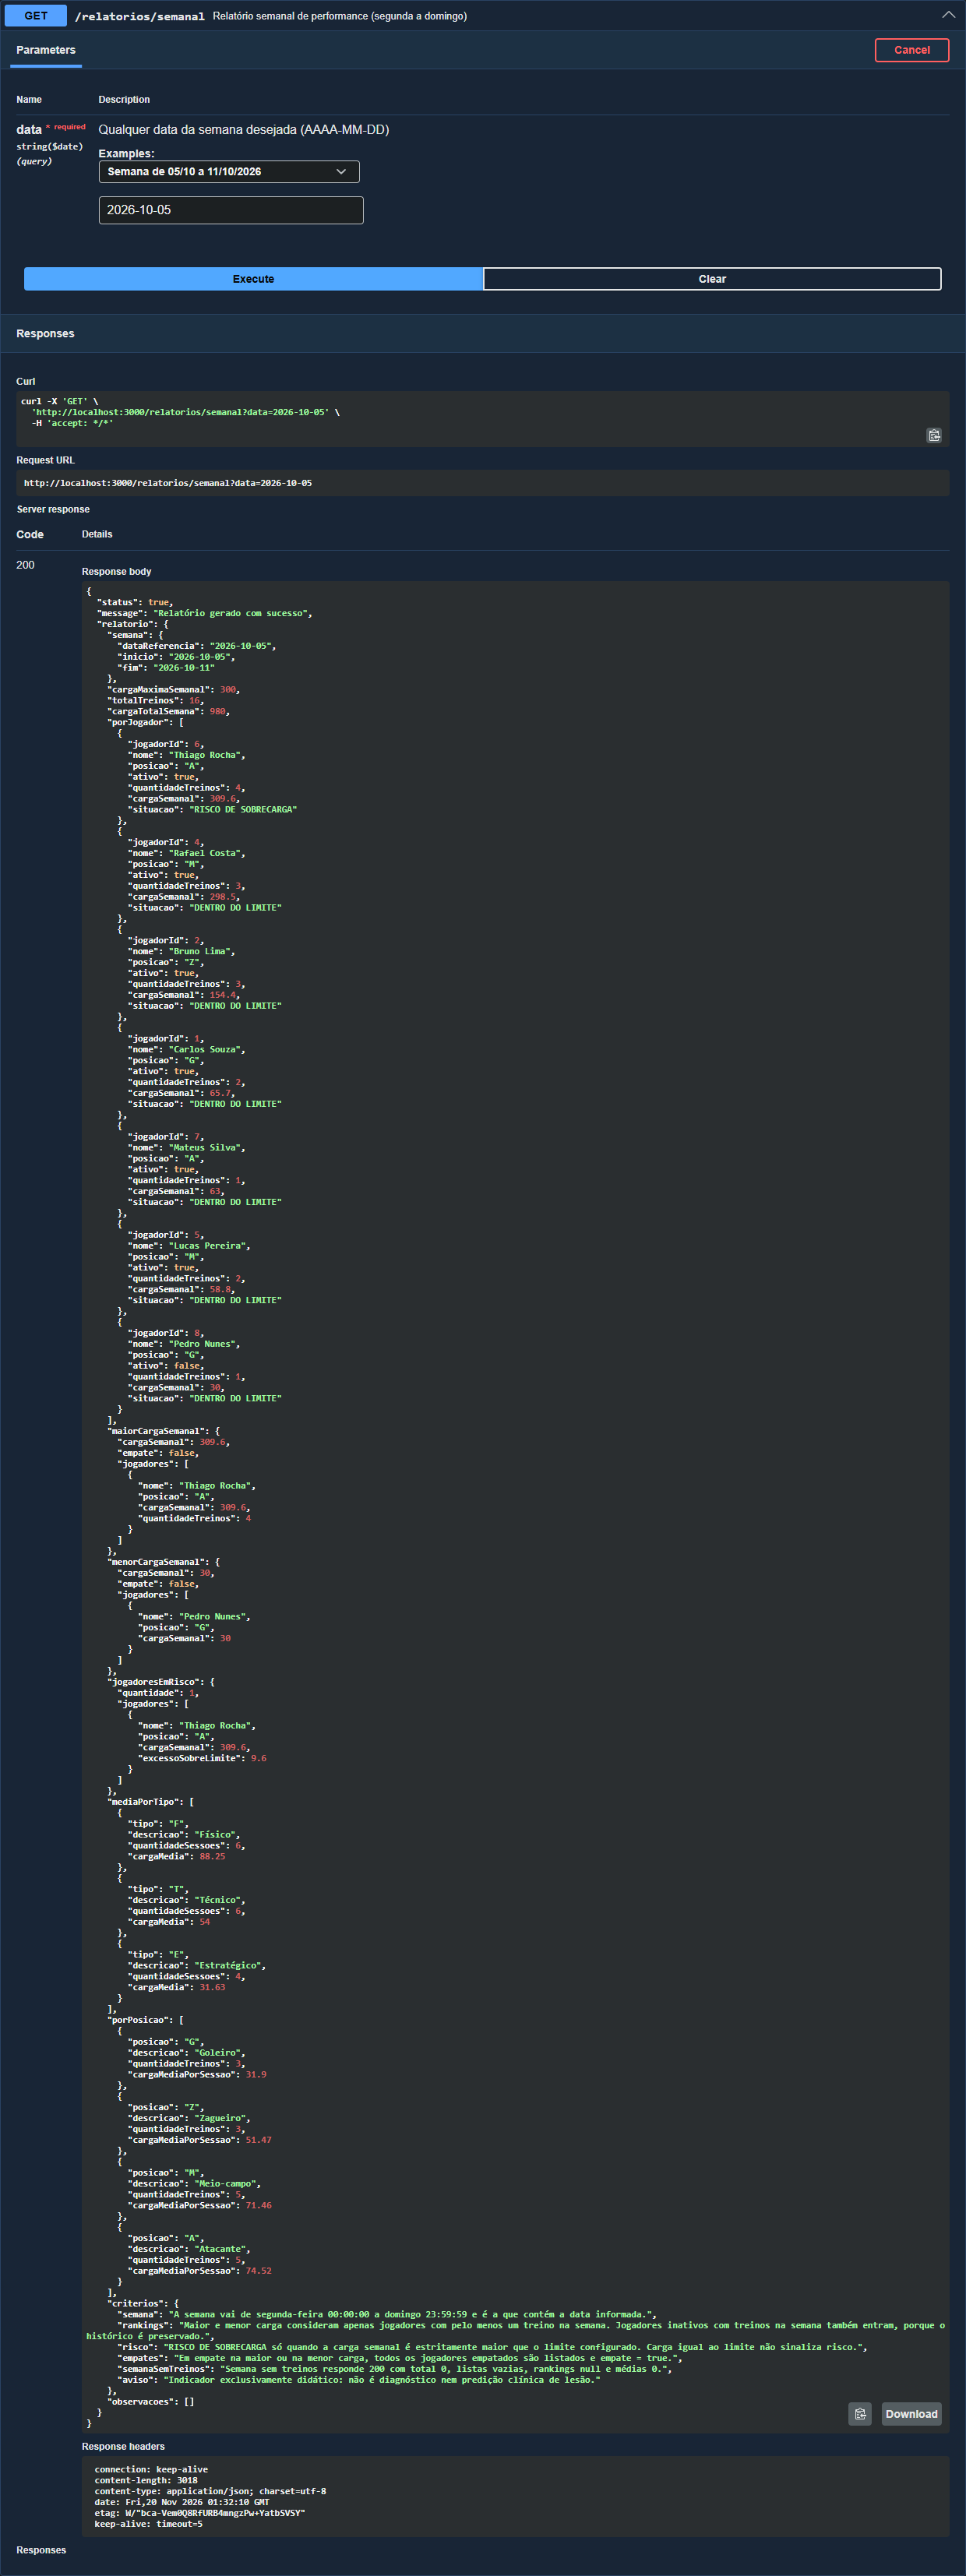 GET /relatorios/semanal Relatório semanal de performance (segunda a domingo)
Parameters Cancel
Name Description
data * required Qualquer data da semana desejada (AAAA-MM-DD)
string($date)
(query)
Examples:
Semana de 05/10 a 11/10/2026
2026-10-05
Execute Clear
Responses
Curl
curl -X 'GET' \
'http://localhost:3000/relatorios/semanal?data=2026-10-05' \
-H 'accept: */*'
Request URL
http://localhost:3000/relatorios/semanal?data=2026-10-05
Server response
Code Details
200
Response body
{
"status": true,
"message": "Relatório gerado com sucesso",
"relatorio": {
"semana": {
"dataReferencia": "2026-10-05",
"inicio": "2026-10-05",
"fim": "2026-10-11"
},
"cargaMaximaSemanal": 300,
"totalTreinos": 16,
"cargaTotalSemana": 980,
"porJogador": [
{
"jogadorId": 6,
"nome": "Thiago Rocha",
"posicao": "A",
"ativo": true,
"quantidadeTreinos": 4,
"cargaSemanal": 309.6,
"situacao": "RISCO DE SOBRECARGA"
},
{
"jogadorId": 4,
"nome": "Rafael Costa",
"posicao": "M",
"ativo": true,
"quantidadeTreinos": 3,
"cargaSemanal": 298.5,
"situacao": "DENTRO DO LIMITE"
},
{
"jogadorId": 2,
"nome": "Bruno Lima",
"posicao": "Z",
"ativo": true,
"quantidadeTreinos": 3,
"cargaSemanal": 154.4,
"situacao": "DENTRO DO LIMITE"
},
{
"jogadorId": 1,
"nome": "Carlos Souza",
"posicao": "G",
"ativo": true,
"quantidadeTreinos": 2,
"cargaSemanal": 65.7,
"situacao": "DENTRO DO LIMITE"
},
{
"jogadorId": 7,
"nome": "Mateus Silva",
"posicao": "A",
"ativo": true,
"quantidadeTreinos": 1,
"cargaSemanal": 63,
"situacao": "DENTRO DO LIMITE"
},
{
"jogadorId": 5,
"nome": "Lucas Pereira",
"posicao": "M",
"ativo": true,
"quantidadeTreinos": 2,
"cargaSemanal": 58.8,
"situacao": "DENTRO DO LIMITE"
},
{
"jogadorId": 8,
"nome": "Pedro Nunes",
"posicao": "G",
"ativo": false,
"quantidadeTreinos": 1,
"cargaSemanal": 30,
"situacao": "DENTRO DO LIMITE"
}
],
"maiorCargaSemanal": {
"cargaSemanal": 309.6,
"empate": false,
"jogadores": [
{
"nome": "Thiago Rocha",
"posicao": "A",
"cargaSemanal": 309.6,
"quantidadeTreinos": 4
}
]
},
"menorCargaSemanal": {
"cargaSemanal": 30,
"empate": false,
"jogadores": [
{
"nome": "Pedro Nunes",
"posicao": "G",
"cargaSemanal": 30
}
]
},
"jogadoresEmRisco": {
"quantidade": 1,
"jogadores": [
{
"nome": "Thiago Rocha",
"posicao": "A",
"cargaSemanal": 309.6,
"excessoSobreLimite": 9.6
}
]
},
"mediaPorTipo": [
{
"tipo": "F",
"descricao": "Físico",
"quantidadeSessoes": 6,
"cargaMedia": 88.25
},
{
"tipo": "T",
"descricao": "Técnico",
"quantidadeSessoes": 6,
"cargaMedia": 54
},
{
"tipo": "E",
"descricao": "Estratégico",
"quantidadeSessoes": 4,
"cargaMedia": 31.63
}
],
"porPosicao": [
{
"posicao": "G",
"descricao": "Goleiro",
"quantidadeTreinos": 3,
"cargaMediaPorSessao": 31.9
},
{
"posicao": "Z",
"descricao": "Zagueiro",
"quantidadeTreinos": 3,
"cargaMediaPorSessao": 51.47
},
{
"posicao": "M",
"descricao": "Meio-campo",
"quantidadeTreinos": 5,
"cargaMediaPorSessao": 71.46
},
{
"posicao": "A",
"descricao": "Atacante",
"quantidadeTreinos": 5,
"cargaMediaPorSessao": 74.52
}
],
"criterios": {
"semana": "A semana vai de segunda-feira 00:00:00 a domingo 23:59:59 e é a que contém a data informada.",
"rankings": "Maior e menor carga consideram apenas jogadores com pelo menos um treino na semana. Jogadores inativos com treinos na semana também entram, porque o
histórico é preservado.",
"risco": "RISCO DE SOBRECARGA só quando a carga semanal é estritamente maior que o limite configurado. Carga igual ao limite não sinaliza risco.",
"empates": "Em empate na maior ou na menor carga, todos os jogadores empatados são listados e empate = true.",
"semanaSemTreinos": "Semana sem treinos responde 200 com total 0, listas vazias, rankings null e médias 0.",
"aviso": "Indicador exclusivamente didático: não é diagnóstico nem predição clínica de lesão."
},
"observacoes": []
}
}
Download
Response headers
connection: keep-alive
content-length: 3018
content-type: application/json; charset=utf-8
date: Fri,20 Nov 2026 01:32:10 GMT
etag: W/"bca-Vem0Q8RfURB4mngzPw+YatbSVSY"
keep-alive: timeout=5
Responses